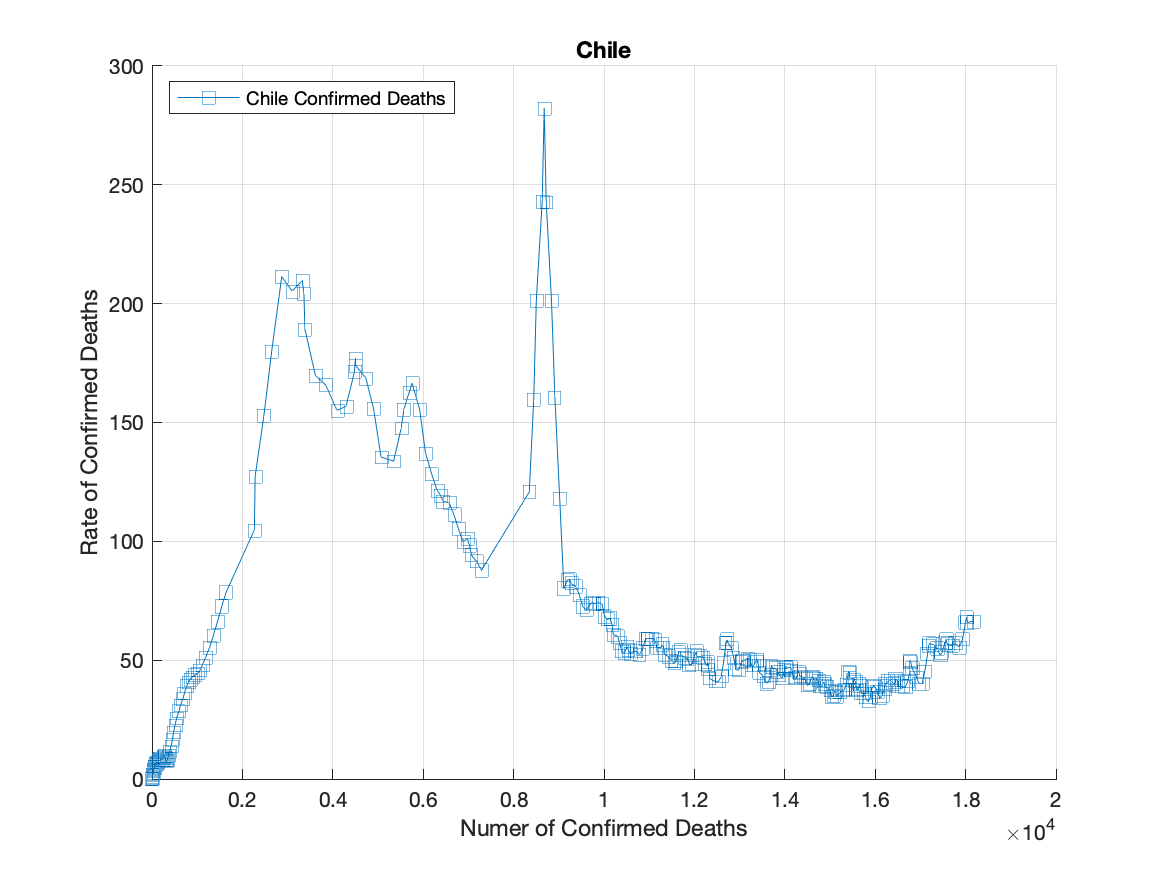 Chile
300
Chile Confirmed Deaths
250
200
150
100
50
0
Rate of Confirmed Deaths
0 0.2 0.4 0.6 0.8 1 1.2 1.4 1.6 1.8 2
Numer of Confirmed Deaths
×10⁴